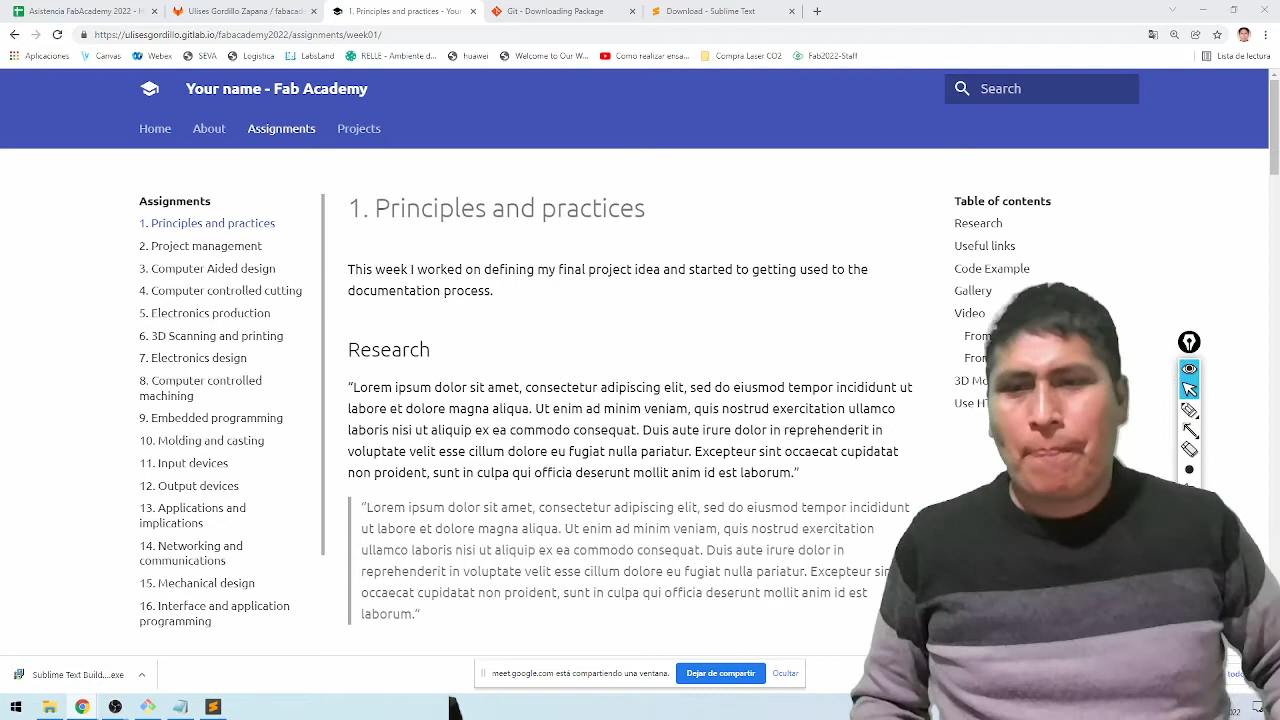 Asistencia FabAcademy 2022 - H
Ulises Gordillo Zapana / fabacade
1. Principles and practices - Your
Git - Downloading Package
Download - Sublime Text
https://ulisesgordillo.gitlab.io/fabacademy2022/assignments/week01/
Aplicaciones
Canvas
Webex
SEVA
Logistica
Labsland
RELLE - Ambiente d...
huawei
Welcome to Our W...
Como realizar ensa...
Compra Laser CO2
Fab2022-Staff
Lista de lectura
Your name - Fab Academy
Search
Home
About
Assignments
Projects
Assignments
1. Principles and practices
2. Project management
3. Computer Aided design
4. Computer controlled cutting
5. Electronics production
6. 3D Scanning and printing
7. Electronics design
8. Computer controlled
machining
9. Embedded programming
10. Molding and casting
11. Input devices
12. Output devices
13. Applications and
implications
14. Networking and
communications
15. Mechanical design
16. Interface and application
programming
1. Principles and practices
This week I worked on defining my final project idea and started to getting used to the
documentation process.
Research
“Lorem ipsum dolor sit amet, consectetur adipiscing elit, sed do eiusmod tempor incididunt ut
labore et dolore magna aliqua. Ut enim ad minim veniam, quis nostrud exercitation ullamco
laboris nisi ut aliquip ex ea commodo consequat. Duis aute irure dolor in reprehenderit in
voluptate velit esse cillum dolore eu fugiat nulla pariatur. Excepteur sint occaecat cupidatat
non proident, sunt in culpa qui officia deserunt mollit anim id est laborum.”
“Lorem ipsum dolor sit amet, consectetur adipiscing elit, sed do eiusmod tempor incididunt
ut labore et dolore magna aliqua. Ut enim ad minim veniam, quis nostrud exercitation
ullamco laboris nisi ut aliquip ex ea commodo consequat. Duis aute irure dolor in
reprehenderit in voluptate velit esse cillum dolore eu fugiat nulla pariatur. Excepteur sin
occaecat cupidatat non proident, sunt in culpa qui officia deserunt mollit anim id est
laborum.”
Table of contents
Research
Useful links
Code Example
Gallery
Video
From
Fro
3D Mo
Use H
Sublime Text Build....exe
meet.google.com está compartiendo una ventana.
Dejar de compartir
Ocultar
todo
2022